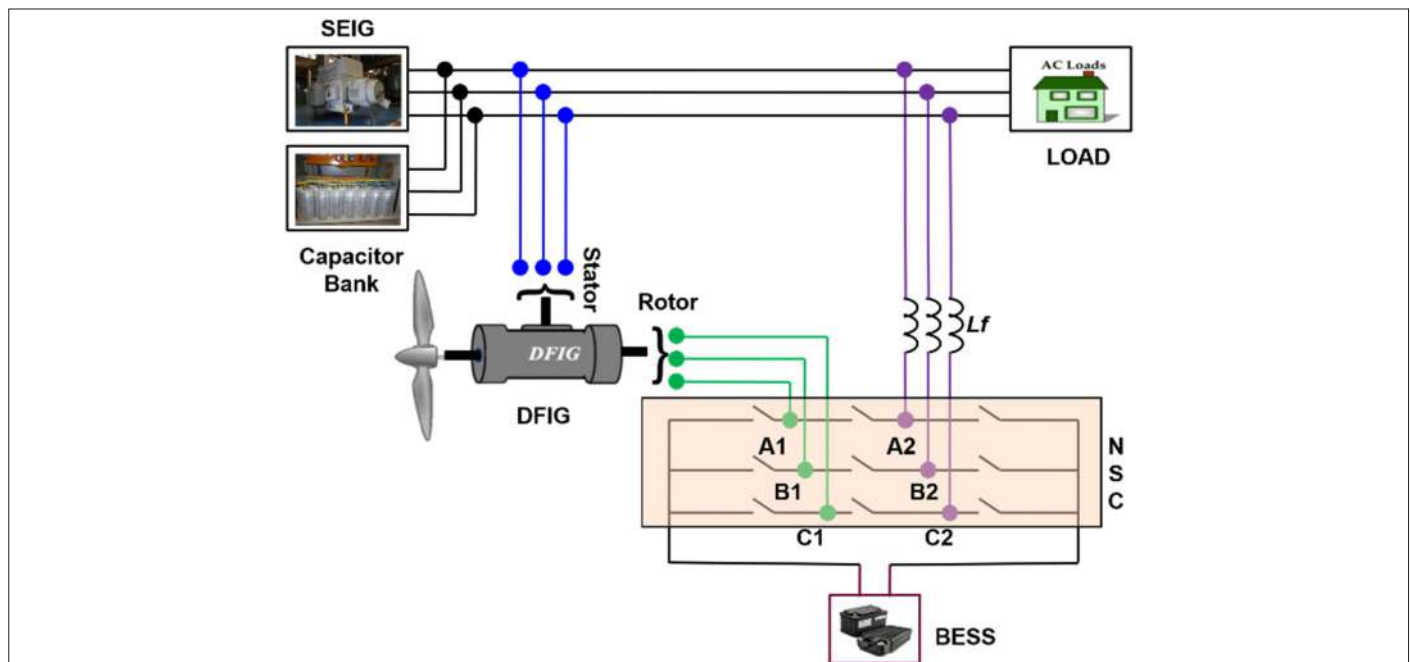 SEIG
AC Loads
LOAD
Capacitor
Bank
Stator
Rotor
Lf
DFIG
DFIG
A1
A2
B1
B2
C1
C2
N
S
C
BESS